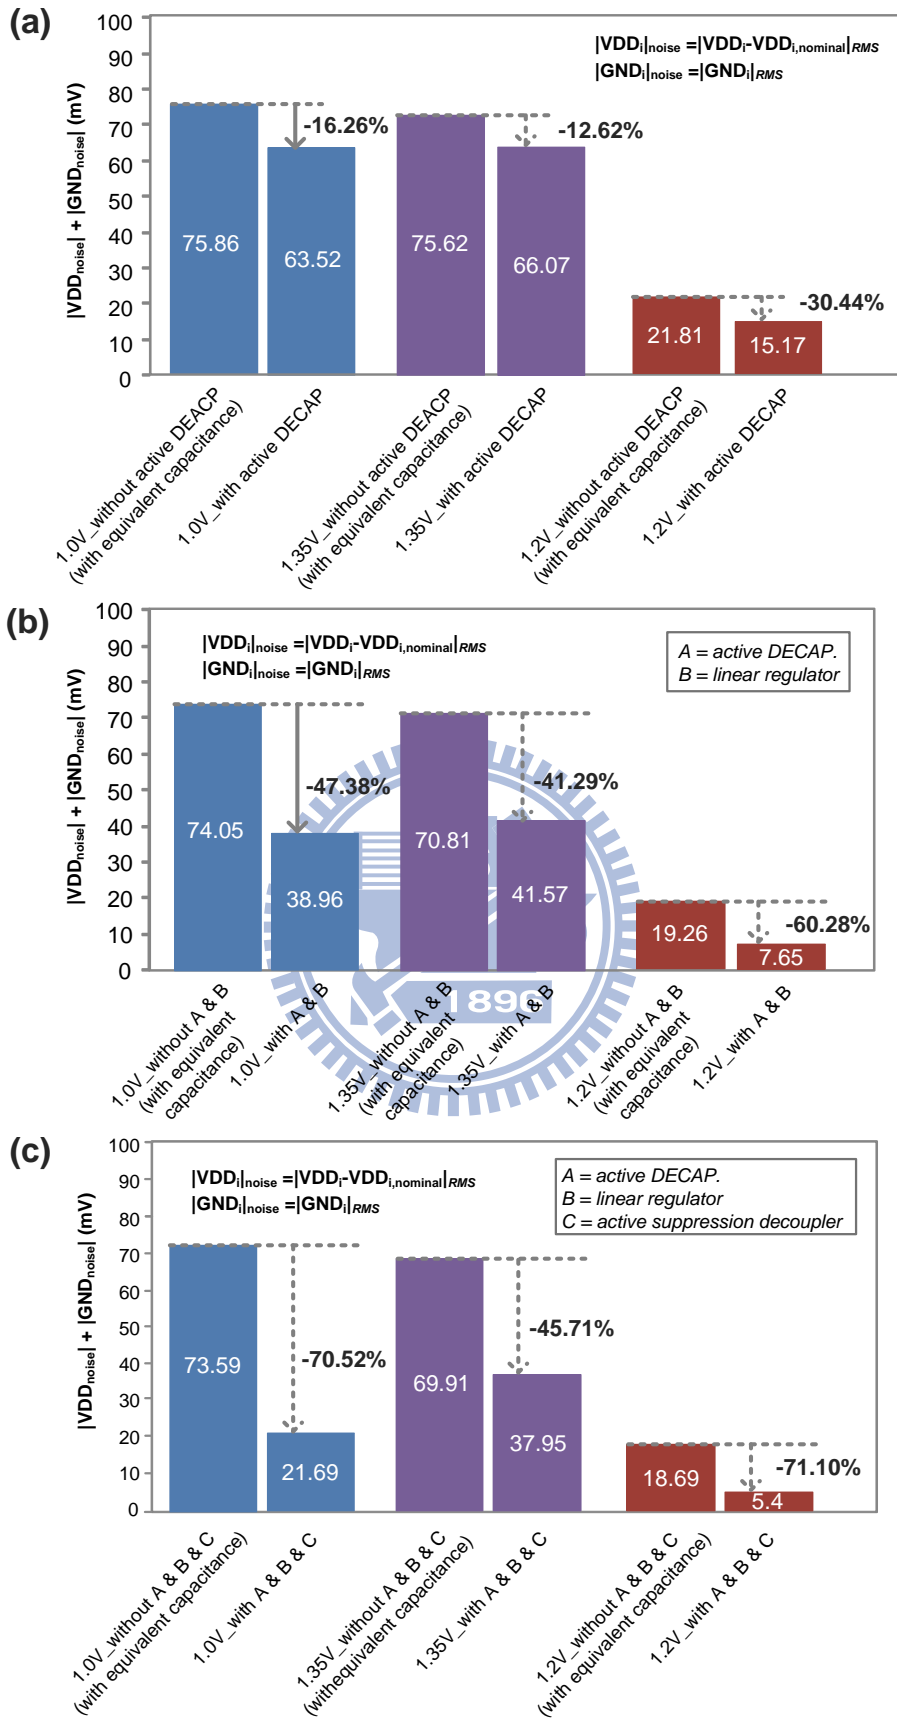 (a)
|VDDi|noise =|VDDi-VDDi,nominal|RMS
|GNDi|noise =|GNDi|RMS
|VDDnoise| + |GNDnoise| (mV)
100
90
80
70
60
50
40
30
20
10
0
-16.26%
-12.62%
-30.44%
75.86
63.52
75.62
66.07
21.81
15.17
1.0V_without active DEACP
(with equivalent capacitance)
1.0V_with active DECAP
1.35V_without active DEACP
(with equivalent capacitance)
1.35V_with active DECAP
1.2V_without active DEACP
(with equivalent capacitance)
1.2V_with active DECAP
(b)
|VDDi|noise =|VDDi-VDDi,nominal|RMS
|GNDi|noise =|GNDi|RMS
A = active DECAP.
B = linear regulator
|VDDnoise| + |GNDnoise| (mV)
100
90
80
70
60
50
40
30
20
10
0
-47.38%
-41.29%
-60.28%
74.05
38.96
70.81
41.57
19.26
7.65
1896
1.0V_without A & B
(with equivalent
capacitance)
1.0V_with A & B
1.35V_without A & B
(with equivalent
capacitance)
1.35V_with A & B
1.2V_without A & B
(with equivalent
capacitance)
1.2V_with A & B
(c)
|VDDi|noise =|VDDi-VDDi,nominal|RMS
|GNDi|noise =|GNDi|RMS
A = active DECAP.
B = linear regulator
C = active suppression decoupler
|VDDnoise| + |GNDnoise| (mV)
100
90
80
70
60
50
40
30
20
10
0
-70.52%
-45.71%
-71.10%
73.59
21.69
69.91
37.95
18.69
5.4
1.0V_without A & B & C
(with equivalent capacitance)
1.0V_with A & B & C
1.35V_without A & B & C
(withequivalent capacitance)
1.35V_with A & B & C
1.2V_without A & B & C
(with equivalent capacitance)
1.2V_with A & B & C